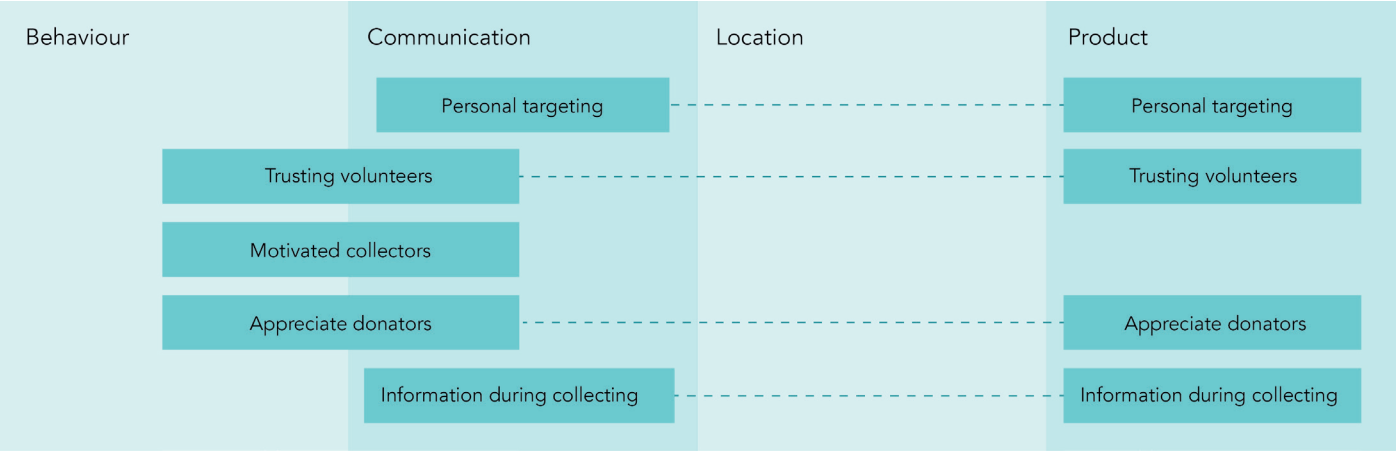 Behaviour
Communication
Location
Product
Personal targeting
Personal targeting
Trusting volunteers
Trusting volunteers
Motivated collectors
Appreciate donators
Appreciate donators
Information during collecting
Information during collecting